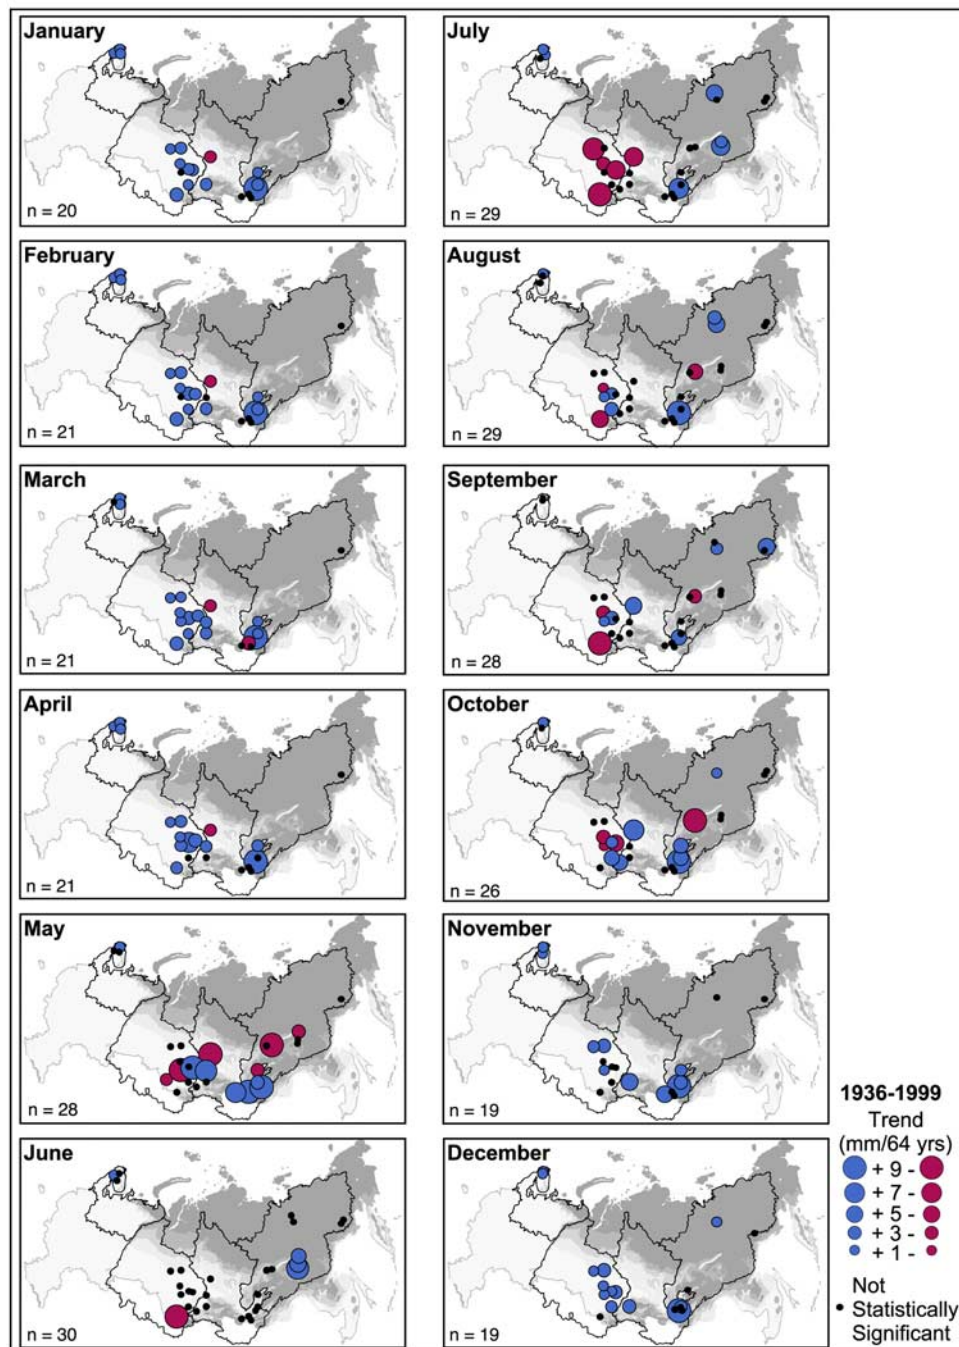 January
n = 20
February
n = 21
March
n = 21
April
n = 21
May
n = 28
June
n = 30
July
n = 29
August
n = 29
September
n = 28
October
n = 26
November
n = 19
December
n = 19
1936-1999
Trend
(mm/64 yrs)
+ 9 -
+ 7 -
+ 5 -
+ 3 -
+ 1 -
Not
Statistically
Significant